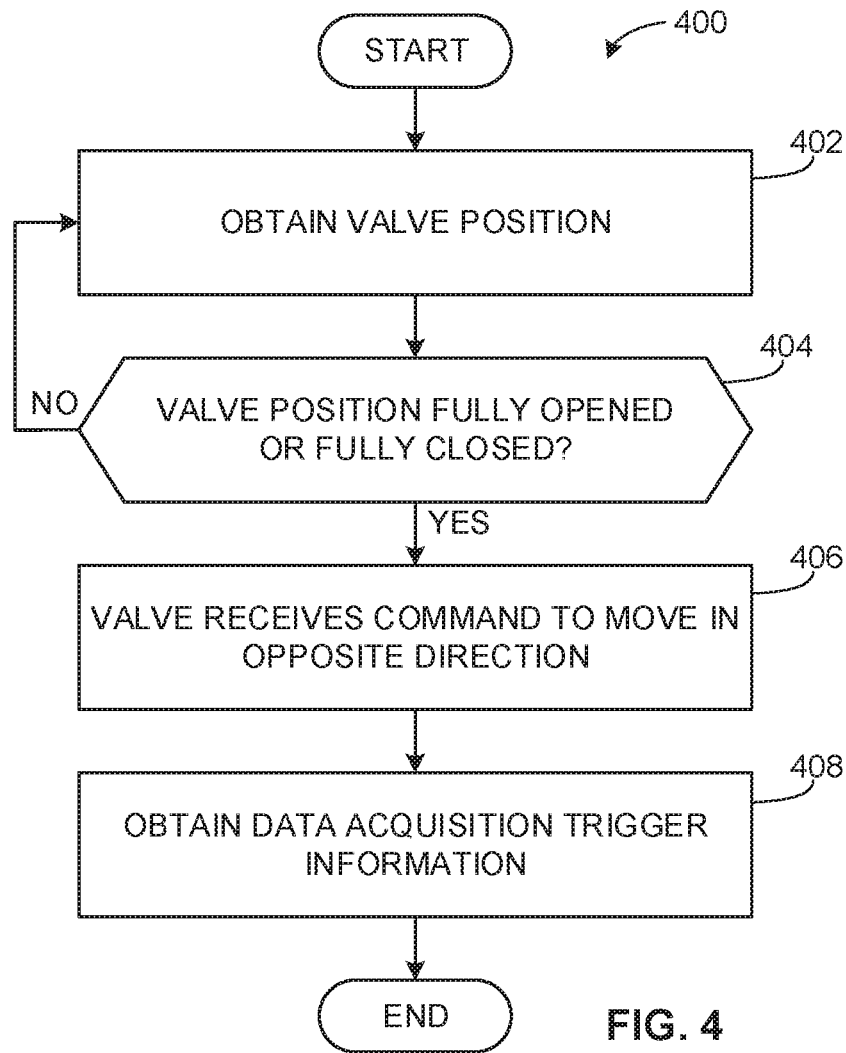 START
400
402
OBTAIN VALVE POSITION
404
NO
VALVE POSITION FULLY OPENED
OR FULLY CLOSED?
YES
406
VALVE RECEIVES COMMAND TO MOVE IN
OPPOSITE DIRECTION
408
OBTAIN DATA ACQUISITION TRIGGER
INFORMATION
END
FIG. 4